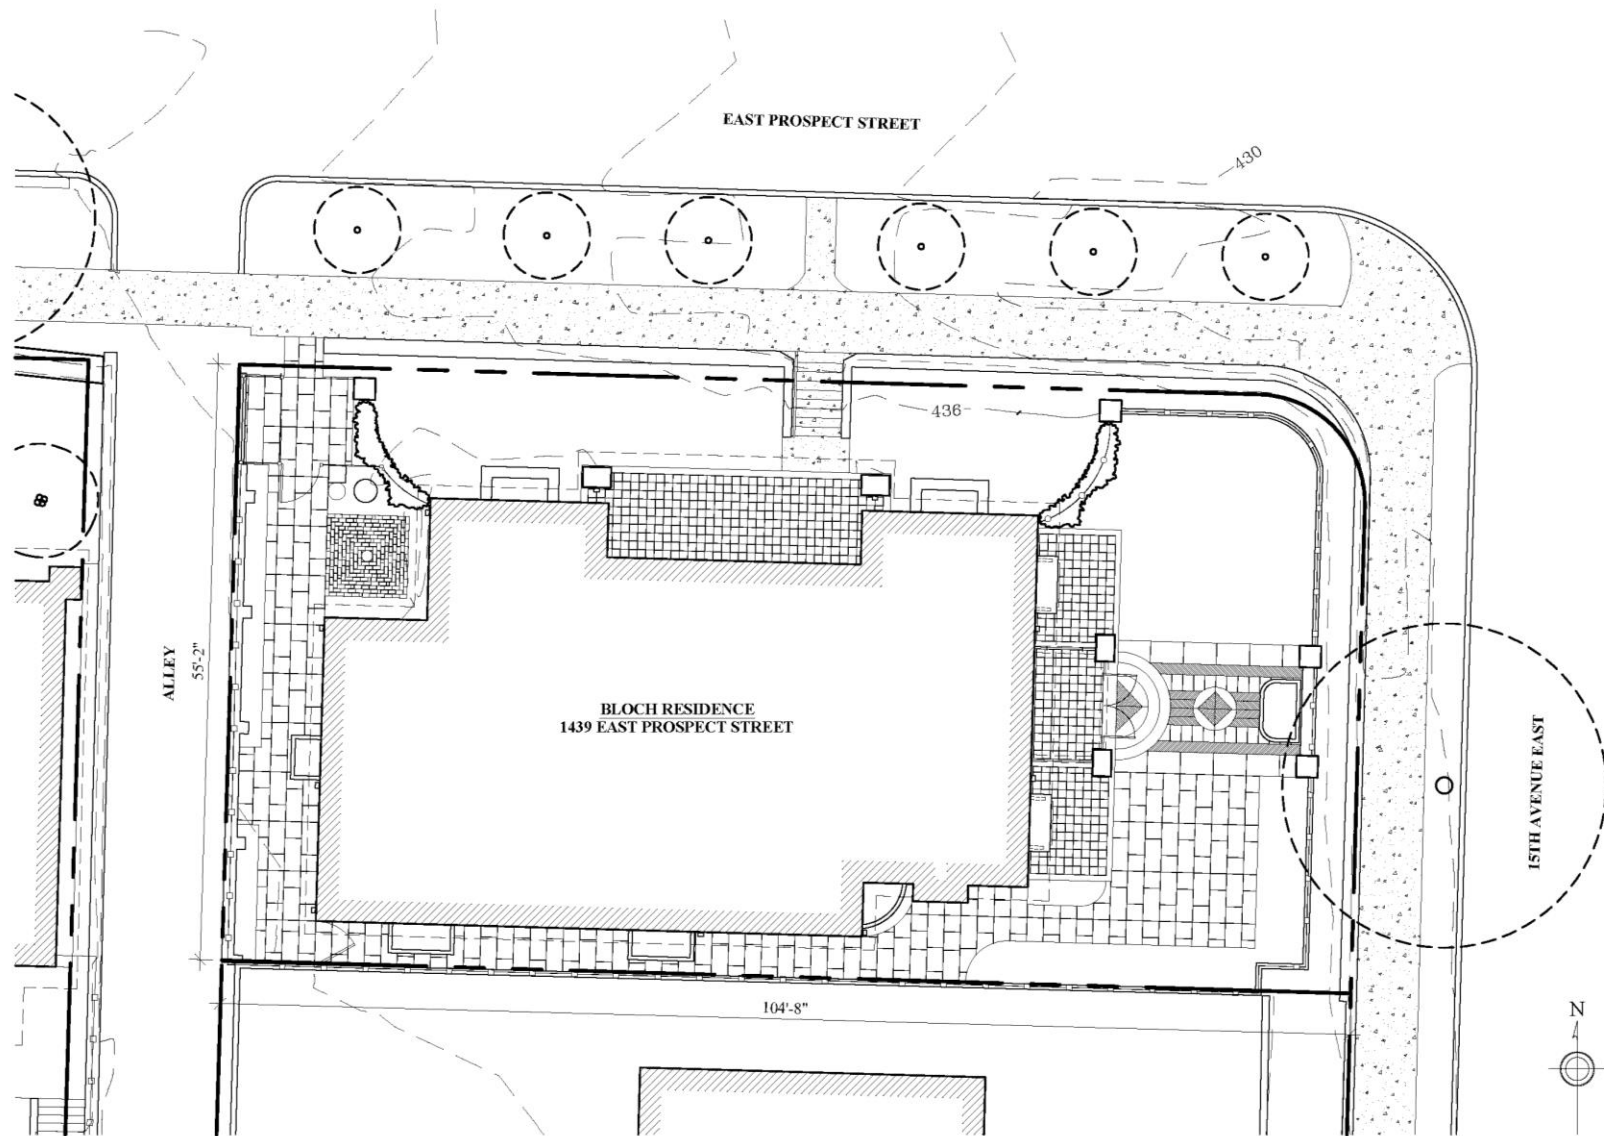 EAST PROSPECT STREET
430
436
ALLEY
55'-2"
BLOCH RESIDENCE
1439 EAST PROSPECT STREET
15TH AVENUE EAST
104'-8"
N